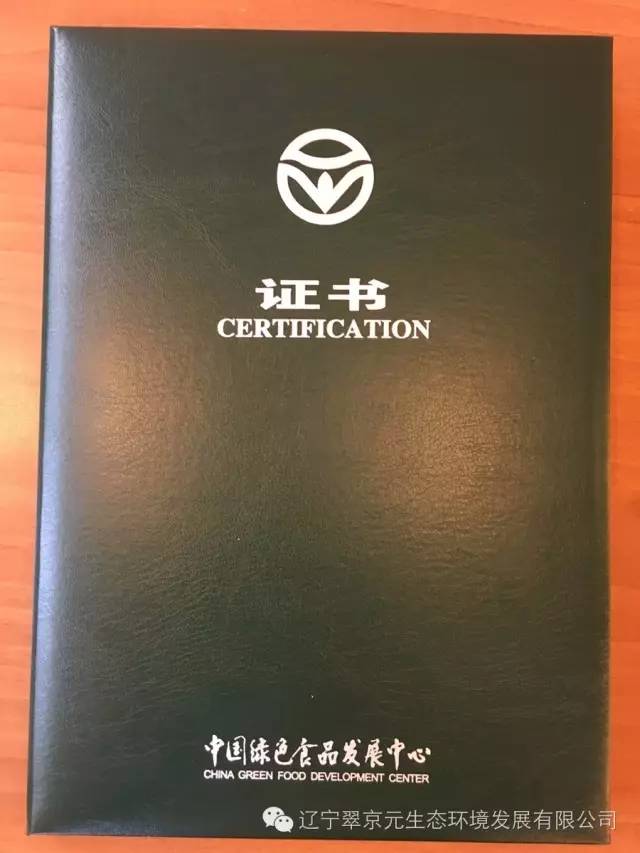 证书
CERTIFICATION
中国绿色食品发展中心
CHINA GREEN FOOD DEVELOPMENT CENTER
辽宁翠京元生态环境发展有限公司